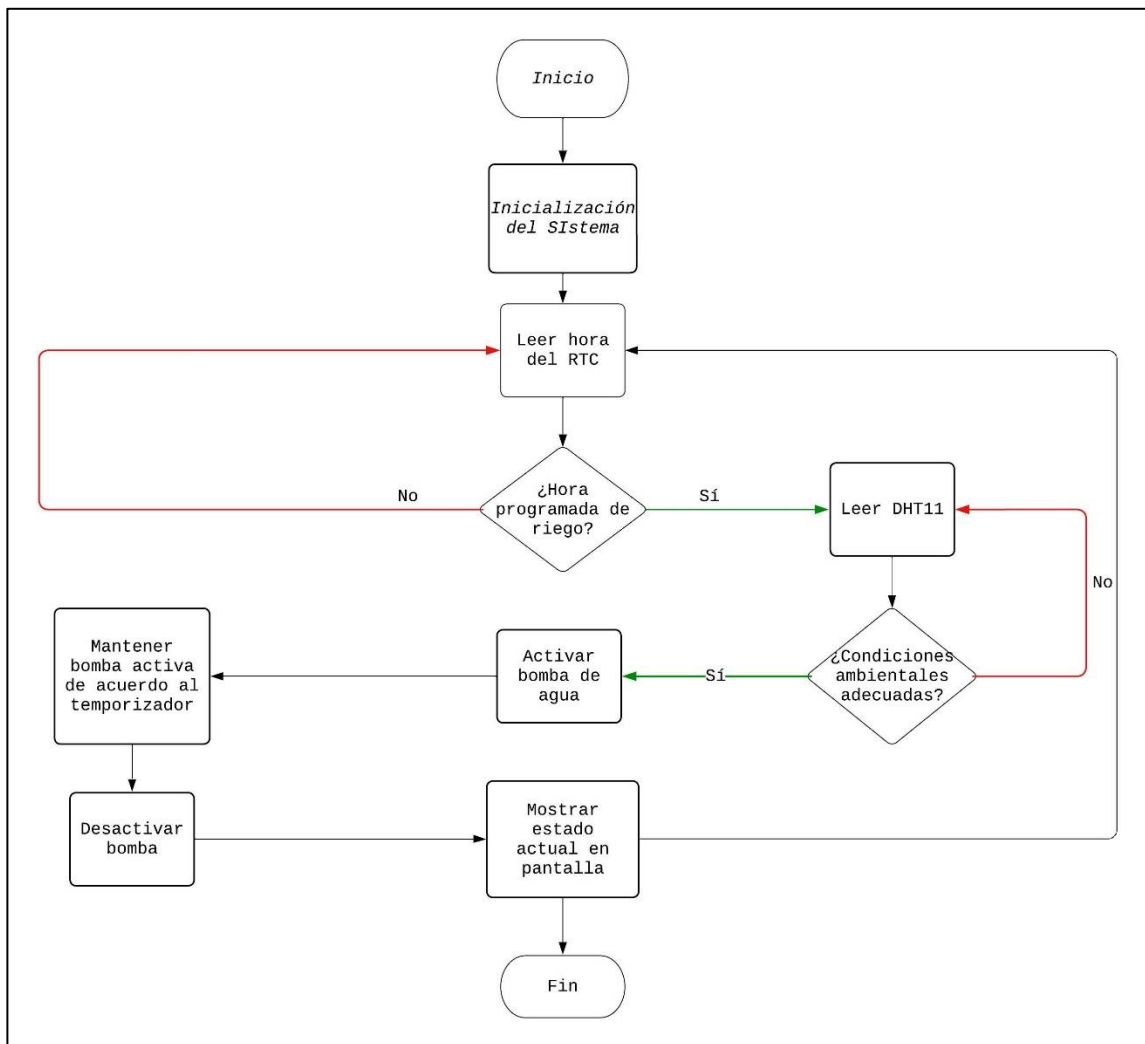 Inicio
Inicialización
del SIstema
Leer hora
del RTC
¿Hora
programada de
riego?
No
Sí
Leer DHT11
No
¿Condiciones
ambientales
adecuadas?
Sí
Activar
bomba de
agua
Mantener
bomba activa
de acuerdo al
temporizador
Desactivar
bomba
Mostrar
estado
actual en
pantalla
Fin